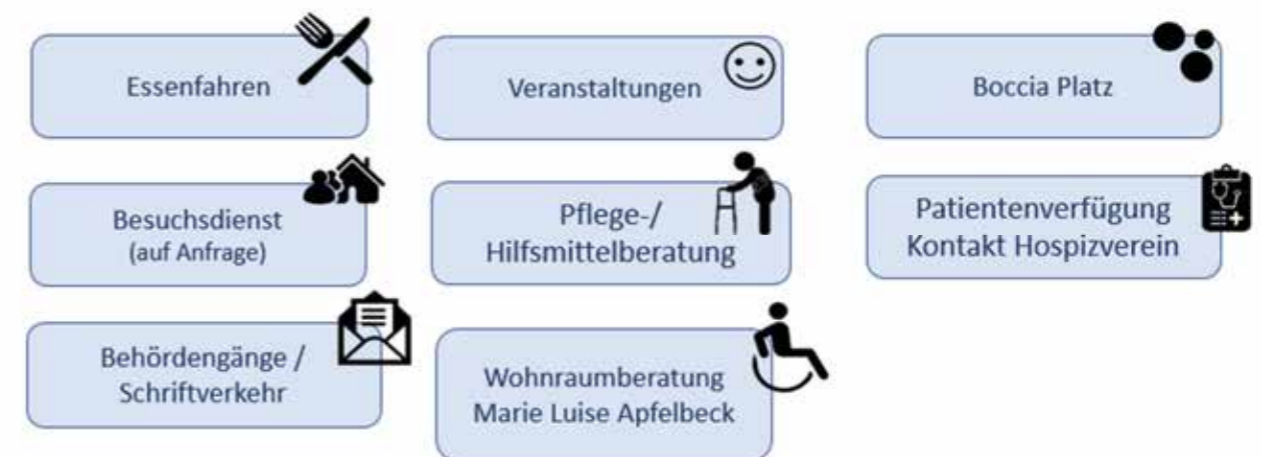 Essenfahren
Veranstaltungen
Boccia Platz
Besuchsdienst
(auf Anfrage)
Pflege-/
Hilfsmittelberatung
Patientenverfügung
Kontakt Hospizverein
Behördengänge /
Schriftverkehr
Wohnraumberatung
Marie Luise Apfelbeck